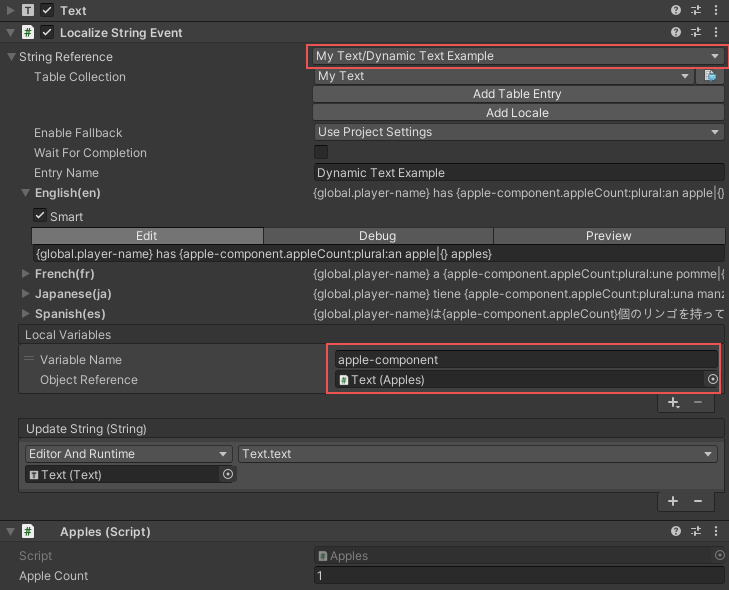 Text
Localize String Event
String Reference My Text/Dynamic Text Example
Table Collection My Text
Add Table Entry
Add Locale
Enable Fallback Use Project Settings
Wait For Completion
Entry Name Dynamic Text Example
English(en) {global.player-name} has {apple-component.appleCount:plural:an apple|{}
Smart
Edit Debug Preview
{global.player-name} has {apple-component.appleCount:plural:an apple|{} apples}
French(fr) {global.player-name} a {apple-component.appleCount:plural:une pomme|{
Japanese(ja) {global.player-name} tiene {apple-component.appleCount:plural:una manz
Spanish(es) {global.player-name}は{apple-component.appleCount}個のリンゴを持って
Local Variables
Variable Name apple-component
Object Reference Text (Apples)
Update String (String)
Editor And Runtime Text.text
Text (Text)
Apples (Script)
Script Apples
Apple Count 1